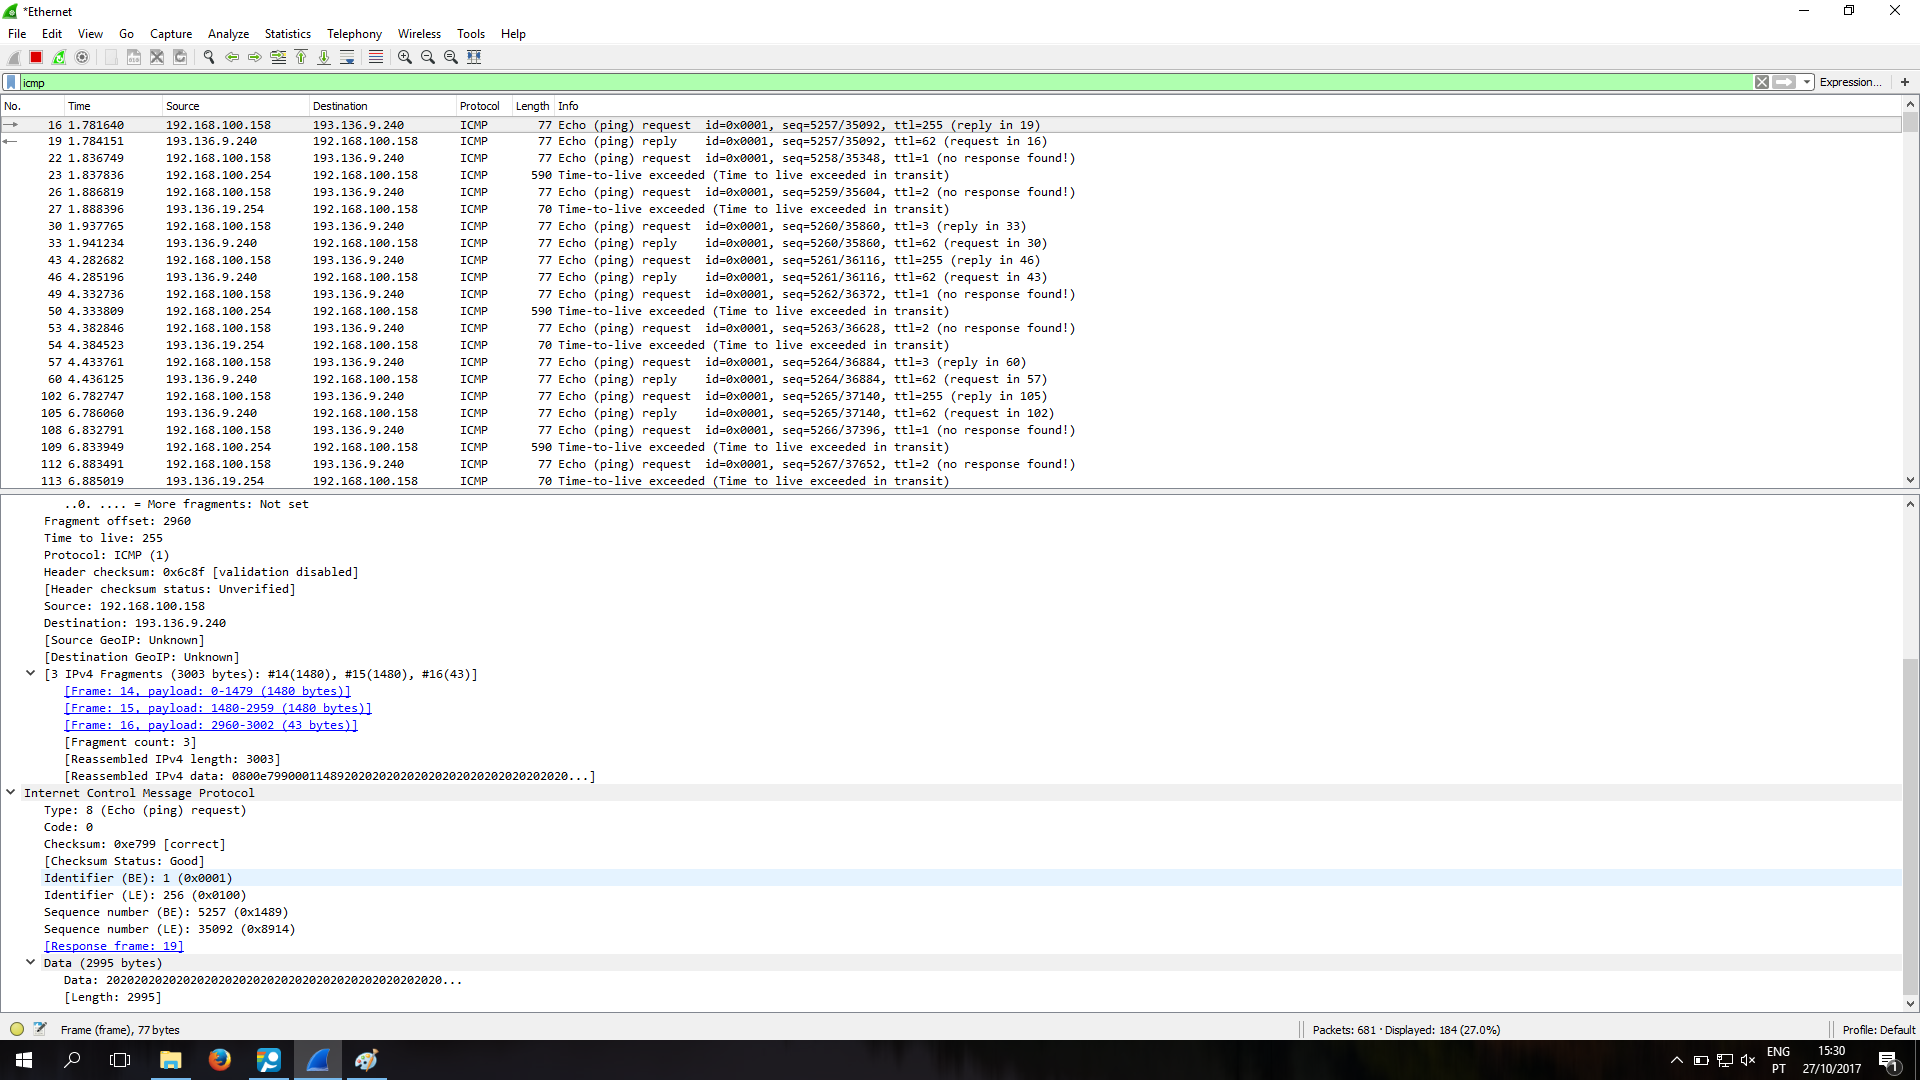 *Ethernet
File Edit View Go Capture Analyze Statistics Telephony Wireless Tools Help
icmp Expression... +
No. Time Source Destination Protocol Length Info
16 1.781640 192.168.100.158 193.136.9.240 ICMP 77 Echo (ping) request id=0x0001, seq=5257/35092, ttl=255 (reply in 19)
19 1.784151 193.136.9.240 192.168.100.158 ICMP 77 Echo (ping) reply id=0x0001, seq=5257/35092, ttl=62 (request in 16)
22 1.836749 192.168.100.158 193.136.9.240 ICMP 77 Echo (ping) request id=0x0001, seq=5258/35348, ttl=1 (no response found!)
23 1.837836 192.168.100.254 192.168.100.158 ICMP 590 Time-to-live exceeded (Time to live exceeded in transit)
26 1.886819 192.168.100.158 193.136.9.240 ICMP 77 Echo (ping) request id=0x0001, seq=5259/35604, ttl=2 (no response found!)
27 1.888396 193.136.19.254 192.168.100.158 ICMP 70 Time-to-live exceeded (Time to live exceeded in transit)
30 1.937765 192.168.100.158 193.136.9.240 ICMP 77 Echo (ping) request id=0x0001, seq=5260/35860, ttl=3 (reply in 33)
33 1.941234 193.136.9.240 192.168.100.158 ICMP 77 Echo (ping) reply id=0x0001, seq=5260/35860, ttl=62 (request in 30)
43 4.282682 192.168.100.158 193.136.9.240 ICMP 77 Echo (ping) request id=0x0001, seq=5261/36116, ttl=255 (reply in 46)
46 4.285196 193.136.9.240 192.168.100.158 ICMP 77 Echo (ping) reply id=0x0001, seq=5261/36116, ttl=62 (request in 43)
49 4.332736 192.168.100.158 193.136.9.240 ICMP 77 Echo (ping) request id=0x0001, seq=5262/36372, ttl=1 (no response found!)
50 4.333809 192.168.100.254 192.168.100.158 ICMP 590 Time-to-live exceeded (Time to live exceeded in transit)
53 4.382846 192.168.100.158 193.136.9.240 ICMP 77 Echo (ping) request id=0x0001, seq=5263/36628, ttl=2 (no response found!)
54 4.384523 193.136.19.254 192.168.100.158 ICMP 70 Time-to-live exceeded (Time to live exceeded in transit)
57 4.433761 192.168.100.158 193.136.9.240 ICMP 77 Echo (ping) request id=0x0001, seq=5264/36884, ttl=3 (reply in 60)
60 4.436125 193.136.9.240 192.168.100.158 ICMP 77 Echo (ping) reply id=0x0001, seq=5264/36884, ttl=62 (request in 57)
102 6.782747 192.168.100.158 193.136.9.240 ICMP 77 Echo (ping) request id=0x0001, seq=5265/37140, ttl=255 (reply in 105)
105 6.786060 193.136.9.240 192.168.100.158 ICMP 77 Echo (ping) reply id=0x0001, seq=5265/37140, ttl=62 (request in 102)
108 6.832791 192.168.100.158 193.136.9.240 ICMP 77 Echo (ping) request id=0x0001, seq=5266/37396, ttl=1 (no response found!)
109 6.833949 192.168.100.254 192.168.100.158 ICMP 590 Time-to-live exceeded (Time to live exceeded in transit)
112 6.883491 192.168.100.158 193.136.9.240 ICMP 77 Echo (ping) request id=0x0001, seq=5267/37652, ttl=2 (no response found!)
113 6.885019 193.136.19.254 192.168.100.158 ICMP 70 Time-to-live exceeded (Time to live exceeded in transit)
..0. .... = More fragments: Not set
Fragment offset: 2960
Time to live: 255
Protocol: ICMP (1)
Header checksum: 0x6c8f [validation disabled]
[Header checksum status: Unverified]
Source: 192.168.100.158
Destination: 193.136.9.240
[Source GeoIP: Unknown]
[Destination GeoIP: Unknown]
[3 IPv4 Fragments (3003 bytes): #14(1480), #15(1480), #16(43)]
[Frame: 14, payload: 0-1479 (1480 bytes)]
[Frame: 15, payload: 1480-2959 (1480 bytes)]
[Frame: 16, payload: 2960-3002 (43 bytes)]
[Fragment count: 3]
[Reassembled IPv4 length: 3003]
[Reassembled IPv4 data: 0800e799000114892020202020202020202020202020202020...]
Internet Control Message Protocol
Type: 8 (Echo (ping) request)
Code: 0
Checksum: 0xe799 [correct]
[Checksum Status: Good]
Identifier (BE): 1 (0x0001)
Identifier (LE): 256 (0x0100)
Sequence number (BE): 5257 (0x1489)
Sequence number (LE): 35092 (0x8914)
[Response frame: 19]
Data (2995 bytes)
Data: 202020202020202020202020202020202020202020202020...
[Length: 2995]
Frame (frame), 77 bytes Packets: 681 · Displayed: 184 (27.0%) Profile: Default
ENG 15:30
PT 27/10/2017 1